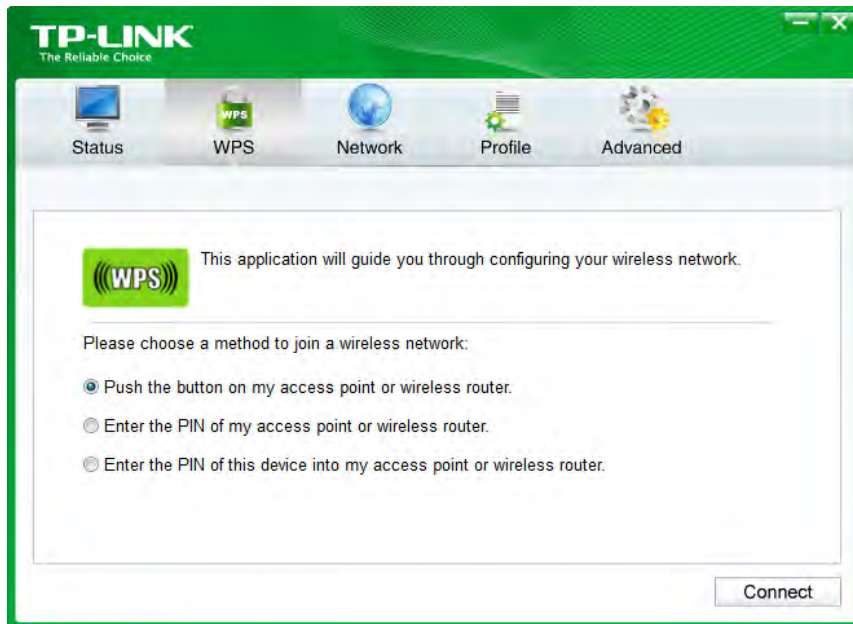 TP-LINK
The Reliable Choice
WPS
Status
WPS
Network
Profile
Advanced
WPS
This application will guide you through configuring your wireless network.
Please choose a method to join a wireless network:
Push the button on my access point or wireless router.
Enter the PIN of my access point or wireless router.
Enter the PIN of this device into my access point or wireless router.
Connect